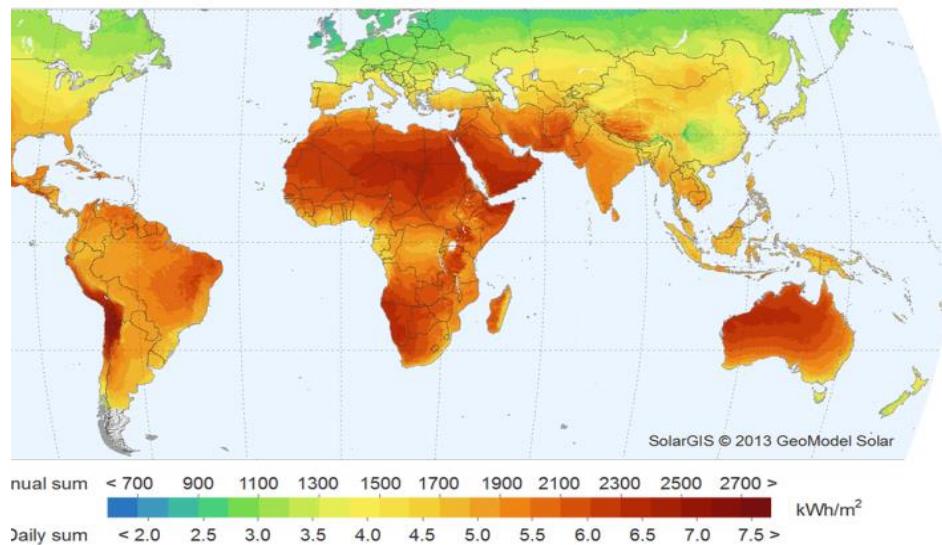 SolarGIS © 2013 GeoModel Solar
nual sum < 700 900 1100 1300 1500 1700 1900 2100 2300 2500 2700 >
kWh/m²
Daily sum < 2.0 2.5 3.0 3.5 4.0 4.5 5.0 5.5 6.0 6.5 7.0 7.5 >